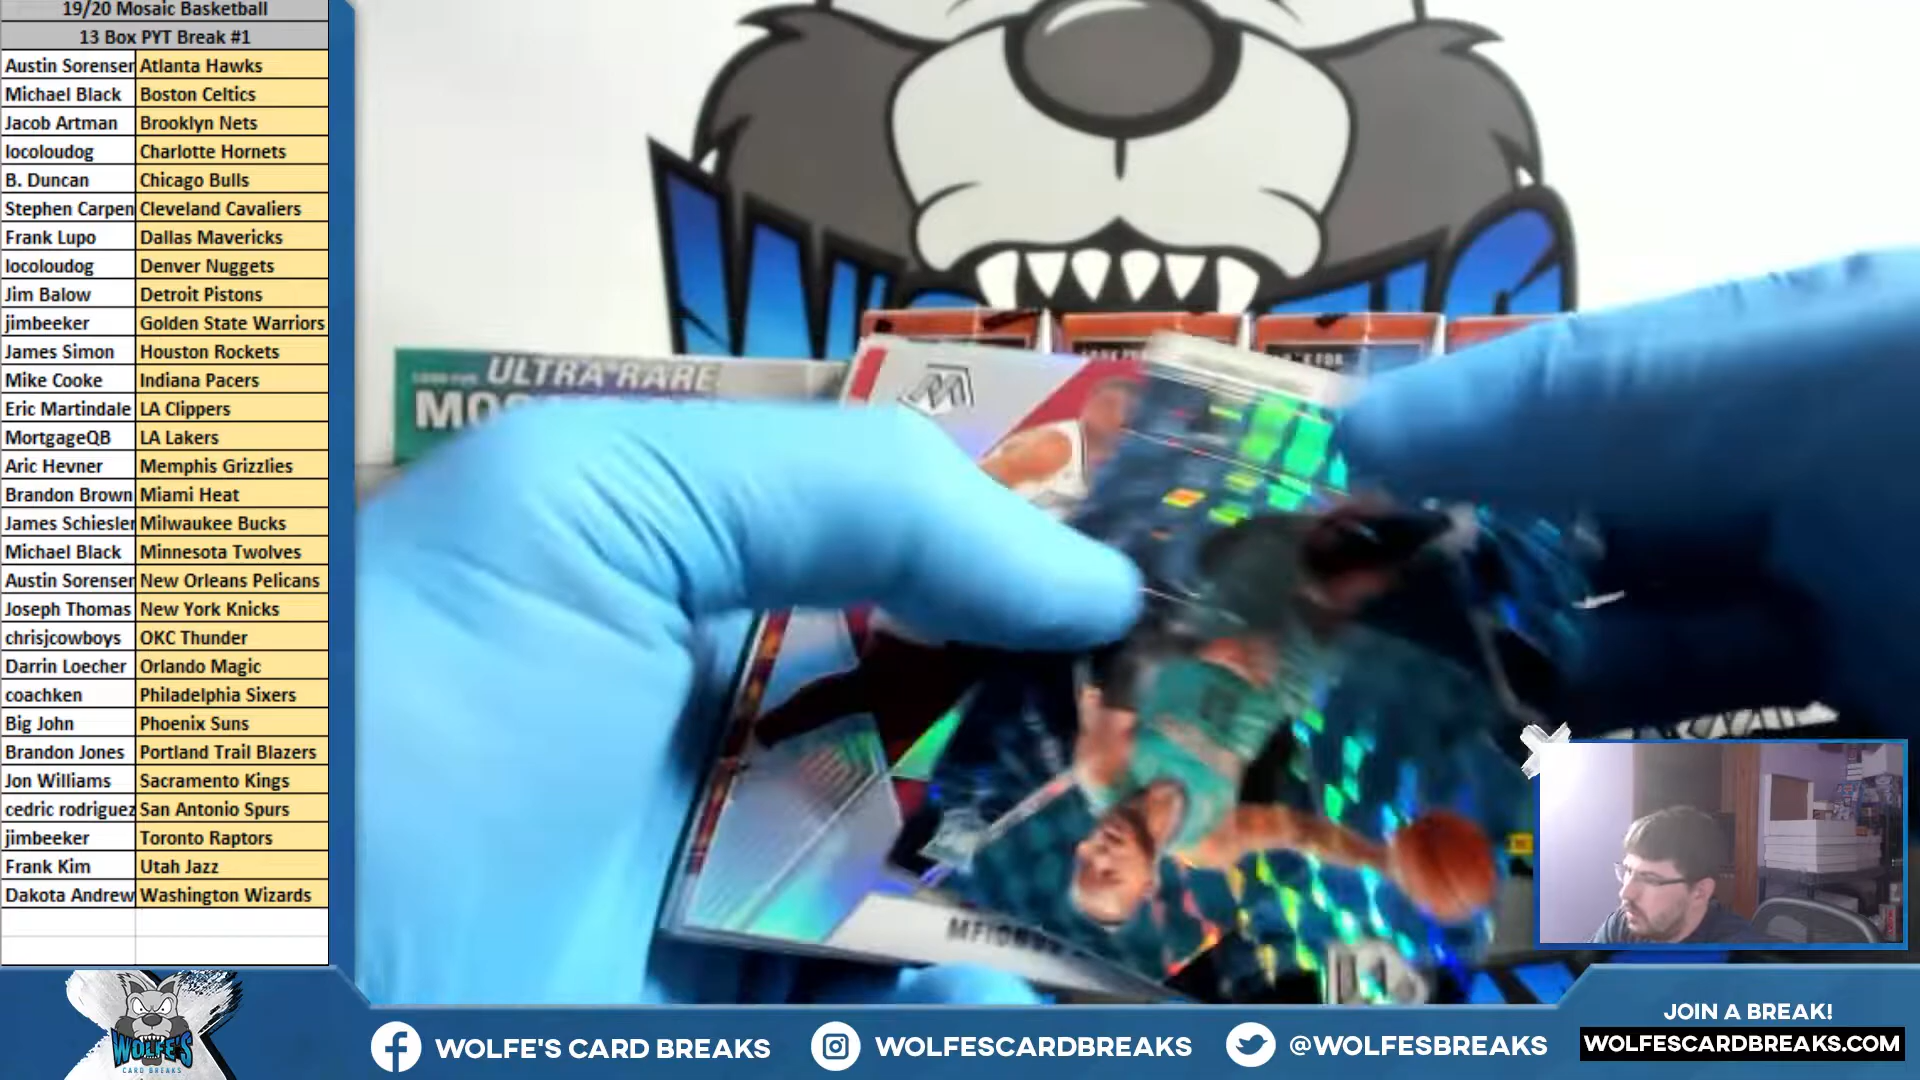 19/20 Mosaic Basketball
13 Box PYT Break #1
Austin Sorenser Atlanta Hawks
Michael Black Boston Celtics
Jacob Artman Brooklyn Nets
locoloudog Charlotte Hornets
B. Duncan Chicago Bulls
Stephen Carpen Cleveland Cavaliers
Frank Lupo Dallas Mavericks
locoloudog Denver Nuggets
Jim Balow Detroit Pistons
jimbeeker Golden State Warriors
James Simon Houston Rockets
Mike Cooke Indiana Pacers
Eric Martindale LA Clippers
MortgageQB LA Lakers
Aric Hevner Memphis Grizzlies
Brandon Brown Miami Heat
James Schiesler Milwaukee Bucks
Michael Black Minnesota Twolves
Austin Sorenser New Orleans Pelicans
Joseph Thomas New York Knicks
chrisjcowboys OKC Thunder
Darrin Loecher Orlando Magic
coachken Philadelphia Sixers
Big John Phoenix Suns
Brandon Jones Portland Trail Blazers
Jon Williams Sacramento Kings
cedric rodriguez San Antonio Spurs
jimbeeker Toronto Raptors
Frank Kim Utah Jazz
Dakota Andrew Washington Wizards
ULTRA RARE
WOLFE'S
CARD BREAKS
WOLFE'S CARD BREAKS
WOLFESCARDBREAKS
@WOLFESBREAKS
JOIN A BREAK!
WOLFESCARDBREAKS.COM